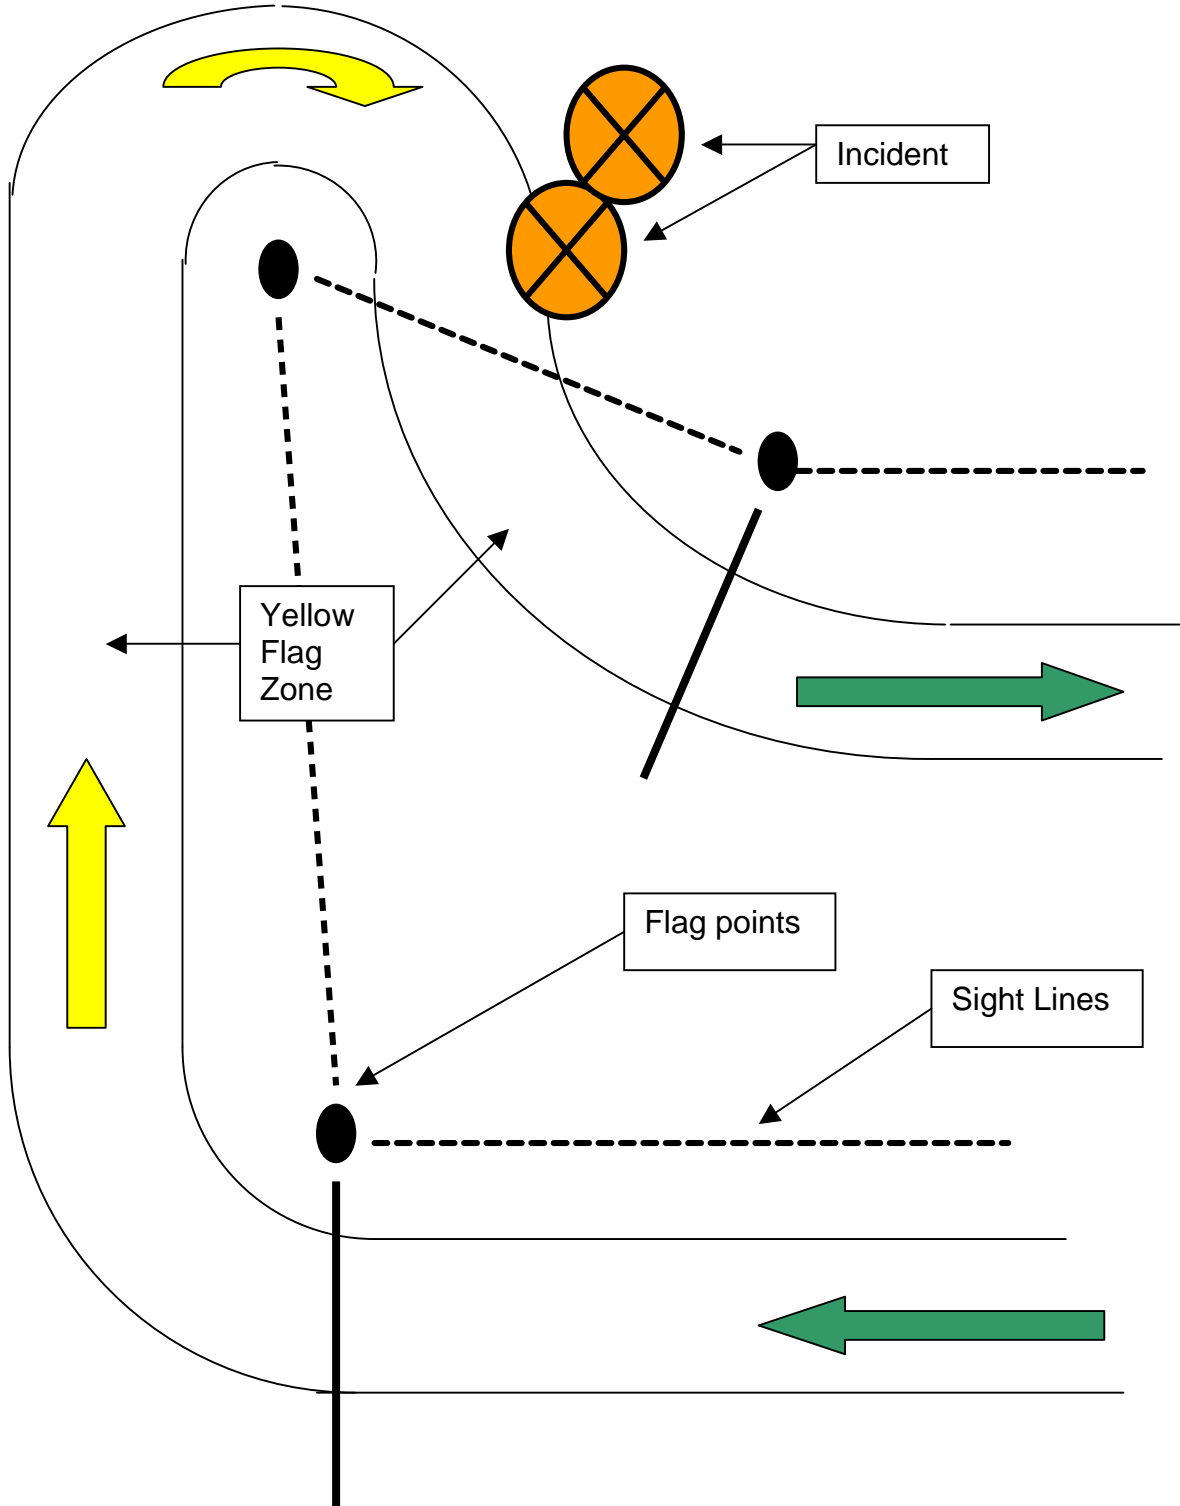 Incident
Yellow
Flag
Zone
Flag points
Sight Lines